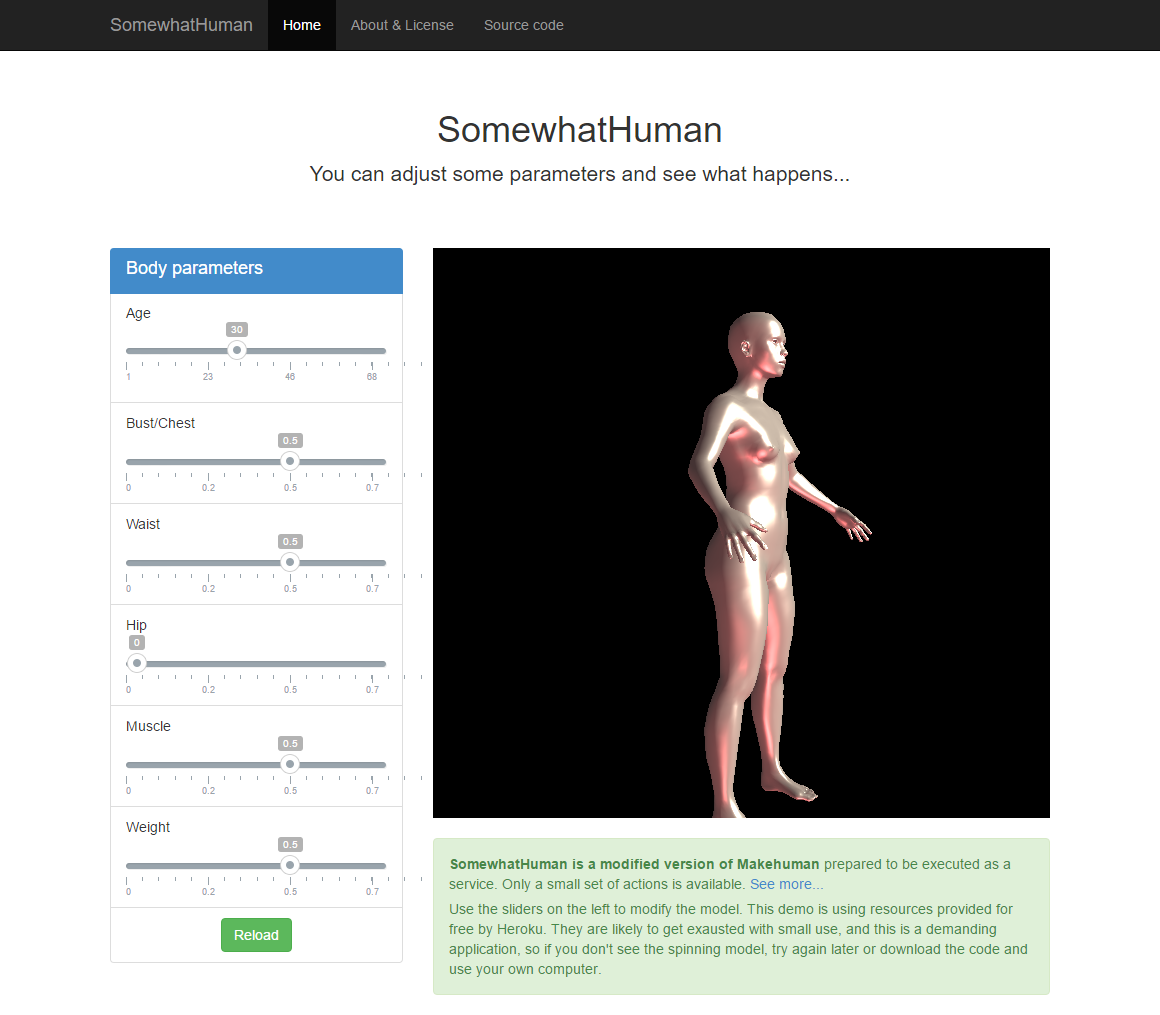 SomewhatHuman Home About & License Source code
SomewhatHuman
You can adjust some parameters and see what happens...
Body parameters
Age
30
1 23 46 68
Bust/Chest
0.5
0 0.2 0.5 0.7
Waist
0.5
0 0.2 0.5 0.7
Hip
0
0 0.2 0.5 0.7
Muscle
0.5
0 0.2 0.5 0.7
Weight
0.5
0 0.2 0.5 0.7
Reload
SomewhatHuman is a modified version of Makehuman prepared to be executed as a
service. Only a small set of actions is available. See more...
Use the sliders on the left to modify the model. This demo is using resources provided for
free by Heroku. They are likely to get exausted with small use, and this is a demanding
application, so if you don't see the spinning model, try again later or download the code and
use your own computer.